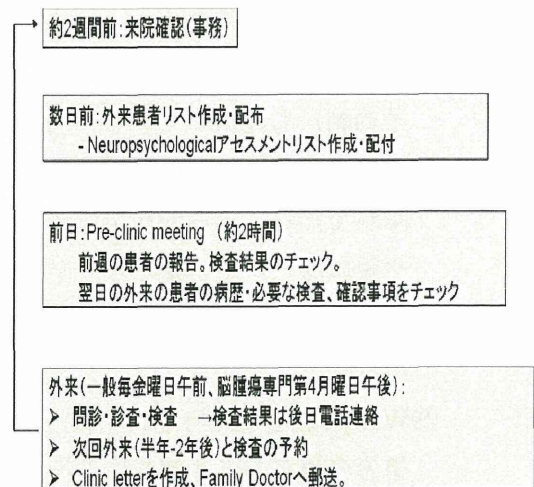 約2週間前:来院確認(事務)
数日前:外来患者リスト作成・配布
- Neuropsychologicalアセスメントリスト作成・配付
前日:Pre-clinic meeting (約2時間)
前週の患者の報告。検査結果のチェック。
翌日の外来の患者の病歴・必要な検査、確認事項をチェック
外来(一般毎金曜日午前、脳腫瘍専門第4月曜日午後):
➢ 問診・診査・検査 →検査結果は後日電話連絡
➢ 次回外来(半年-2年後)と検査の予約
➢ Clinic letterを作成、Family Doctorへ郵送。